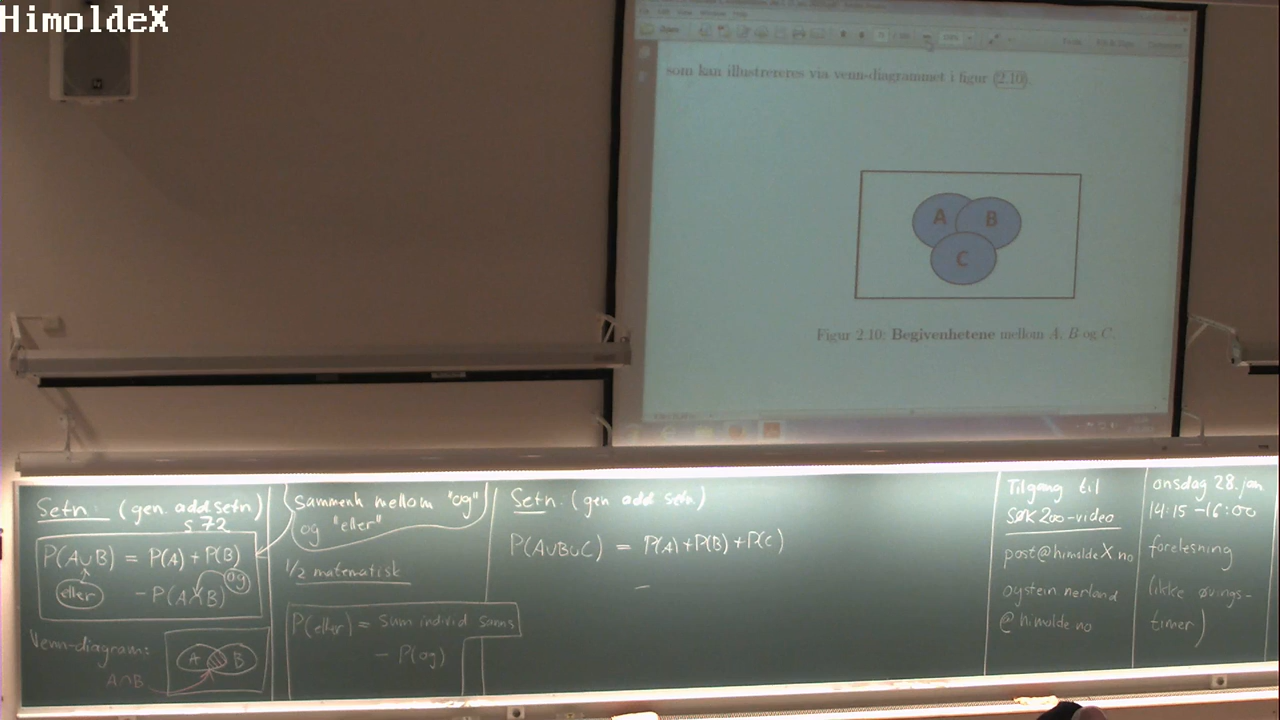 HimoldeX
som kan illustrereres via venn-diagrammet i figur (2.10)
A
B
C
Figur 2.10: Begivenhetene mellom A, B og C.
Setn: (gen. add setn)
s 72
P(A∪B) = P(A) + P(B)
eller
- P(A∩B)
og
Venn-diagram:
A
B
A∩B
Sammenh mellom "og"
og "eller"
1/2 matematisk
P(eller) = sum individ sanns
- P(og)
Setn: (gen add setn)
P(A∪B∪C) = P(A)+P(B)+P(C)
-
Tilgang til
SØK200-video
post@himoldeX no
oystein nerland
@himolde no
onsdag 28. jan
14:15-16:00
forelesning
(ikke øvings-
timer)